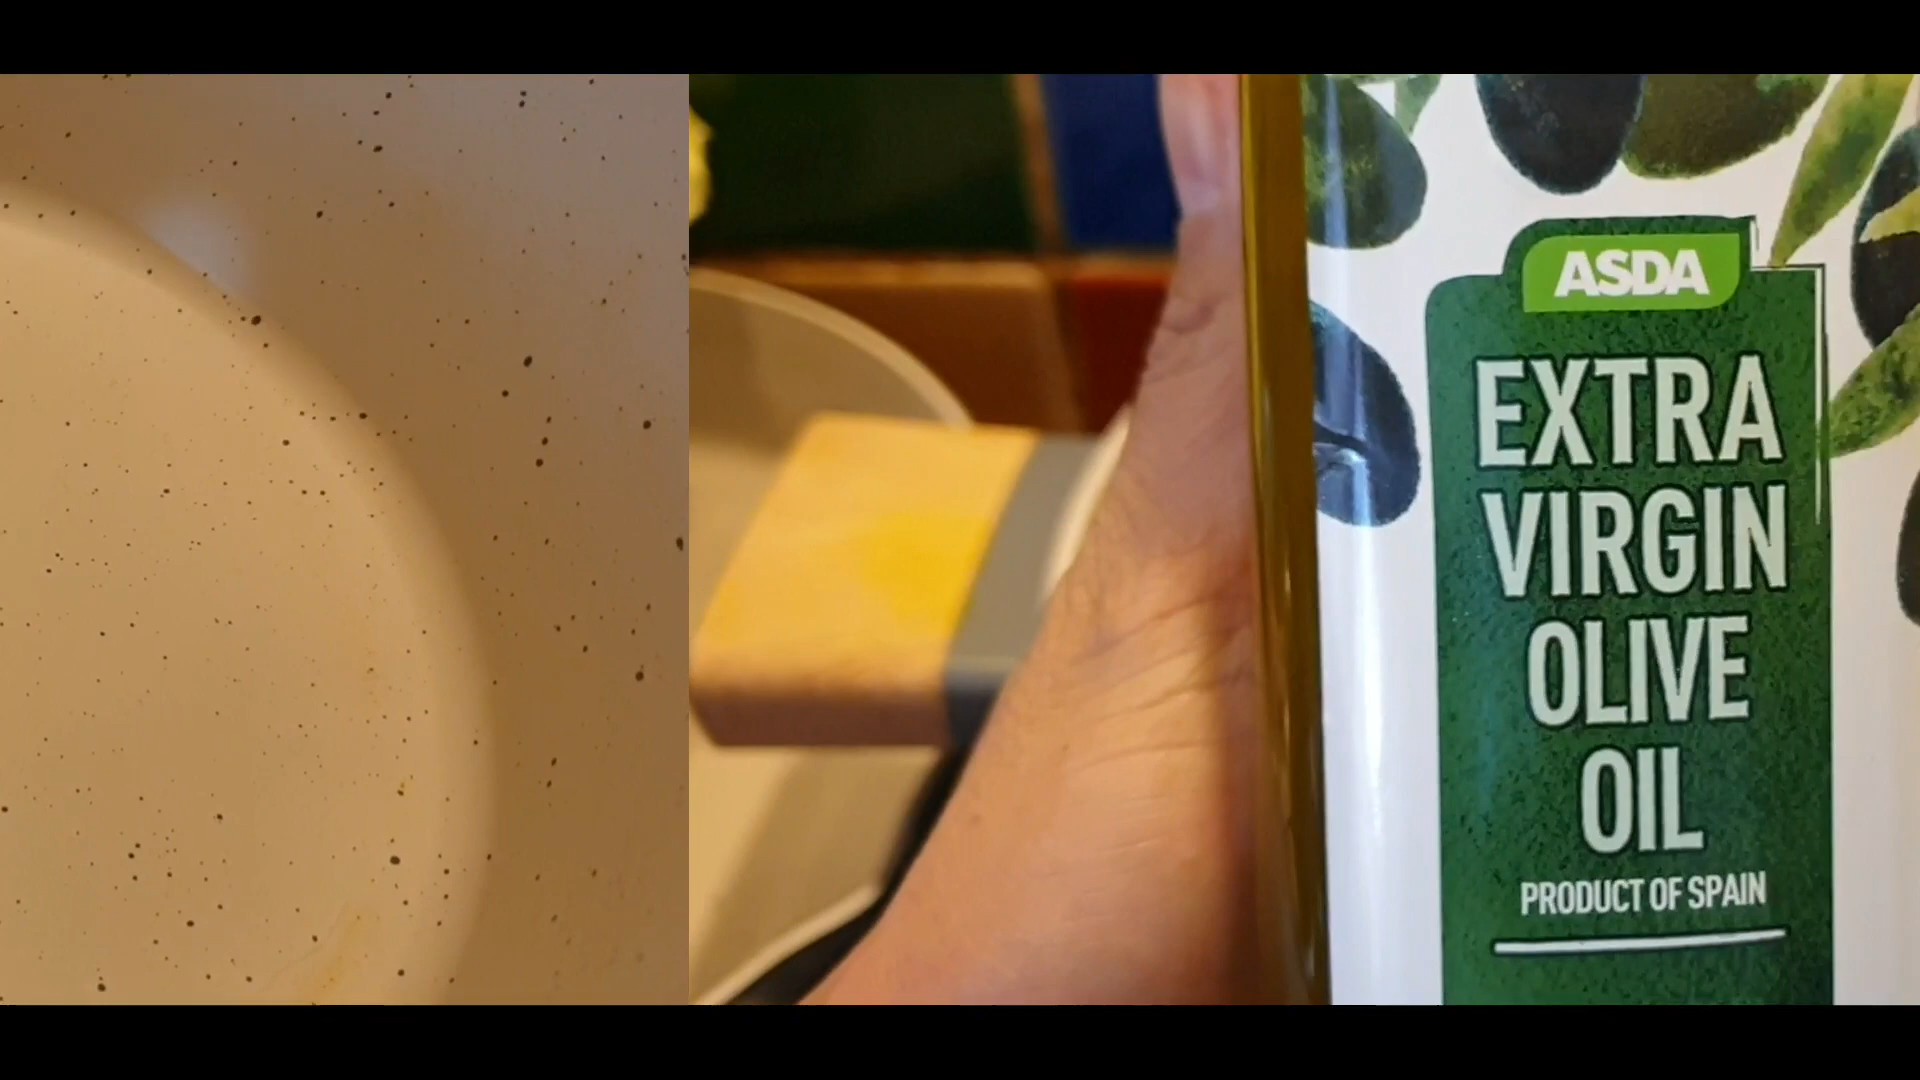 ASDA
EXTRA
VIRGIN
OLIVE
OIL
PRODUCT OF SPAIN